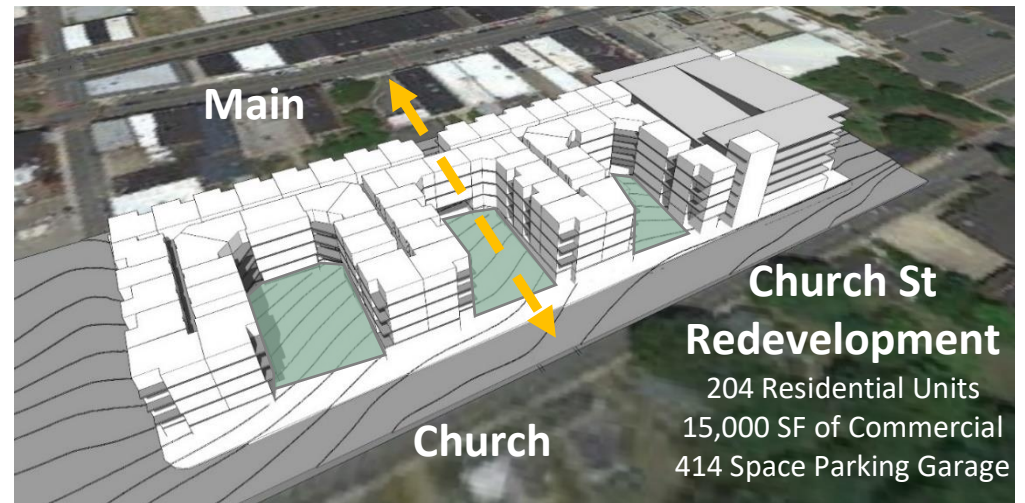 Main
Church St
Redevelopment
204 Residential Units
15,000 SF of Commercial
414 Space Parking Garage
Church